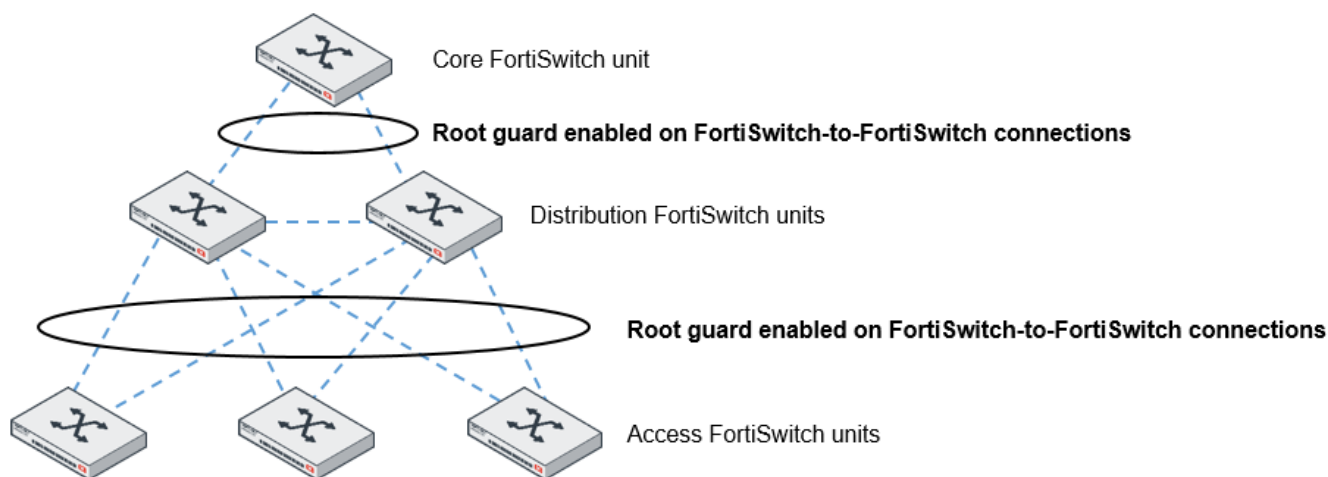 Core FortiSwitch unit
Root guard enabled on FortiSwitch-to-FortiSwitch connections
Distribution FortiSwitch units
Root guard enabled on FortiSwitch-to-FortiSwitch connections
Access FortiSwitch units